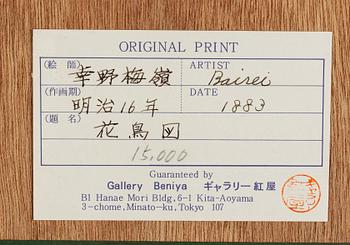 ORIGINAL PRINT
(絵師) 幸野梅嶺 ARTIST Bairei
(作画期) 明治16年 DATE 1883
(題名) 花鳥図
15,000
Guaranteed by
Gallery Beniya ギャラリー紅屋
B1 Hanae Mori Bldg,6-1 Kita-Aoyama
3-chome,Minato-ku,Tokyo 107